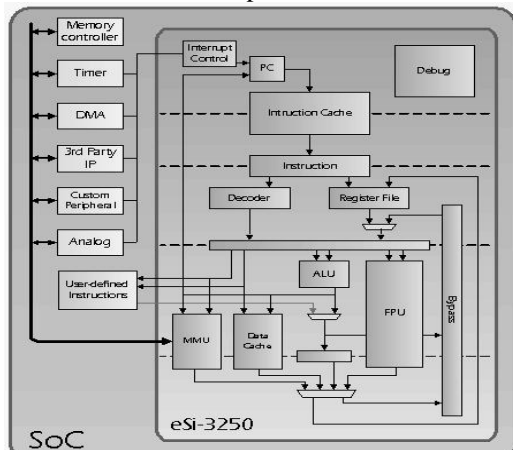 Memory
controller
Timer
DMA
3rd Party
IP
Custom
Peripheral
Analog
User-defined
Instructions
Interrupt
Control
PC
Debug
Intruction Cache
Instruction
Decoder
Register File
ALU
FPU
Bypass
MMU
Data
Cache
eSi-3250
SoC